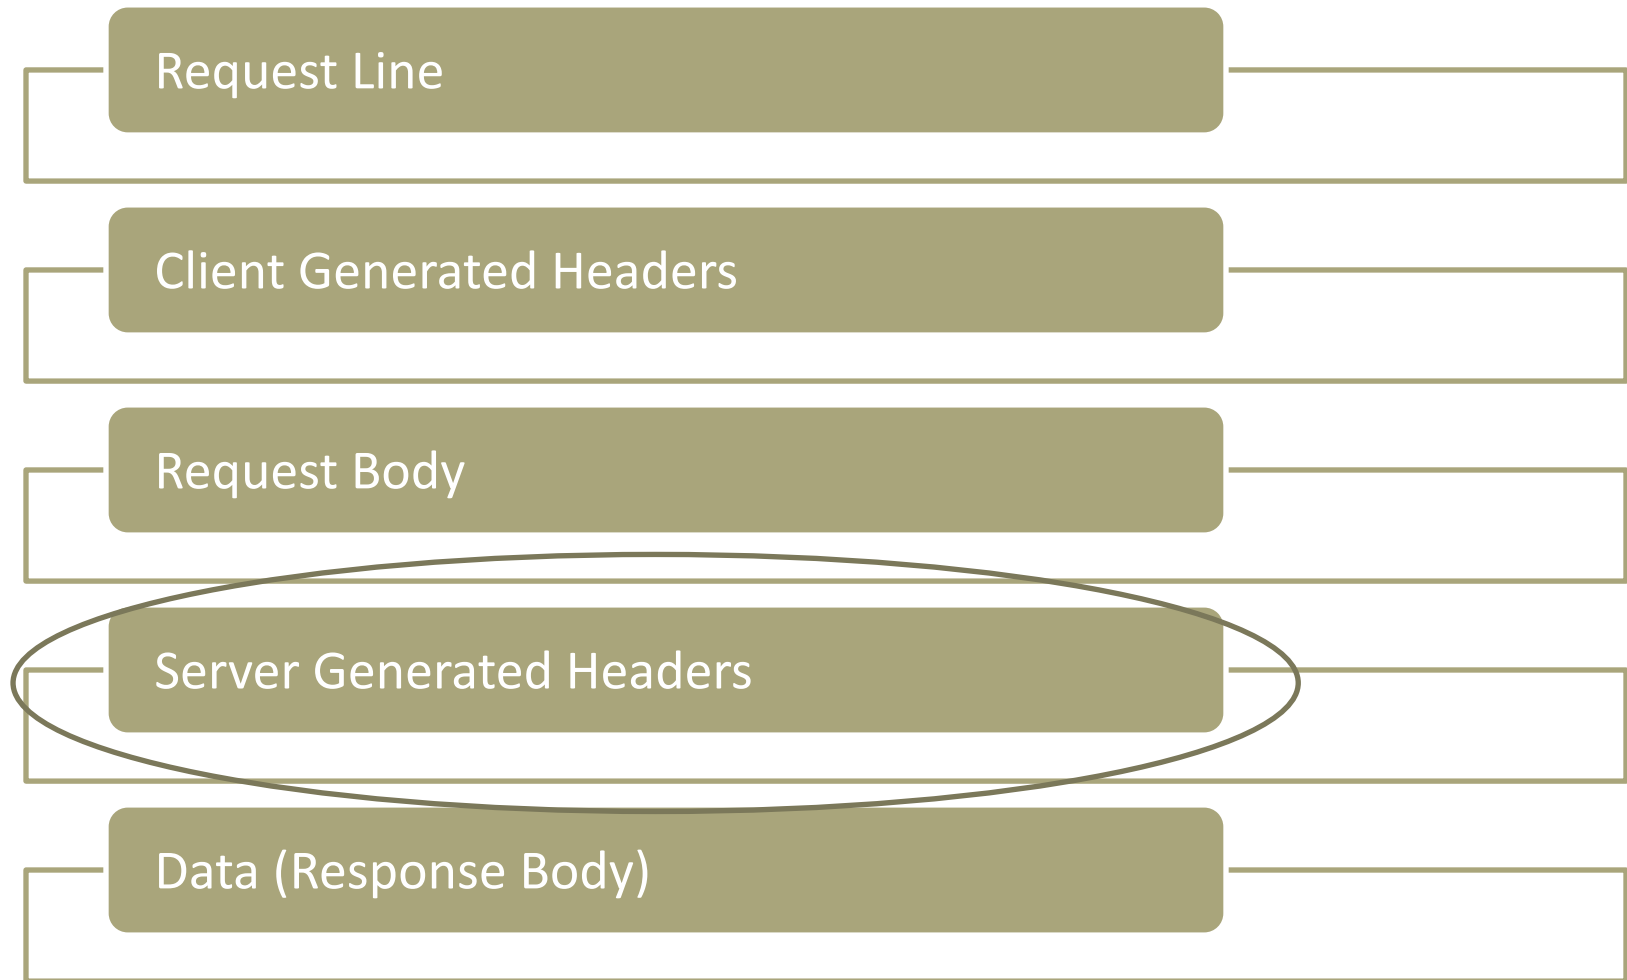 Request Line
Client Generated Headers
Request Body
Server Generated Headers
Data (Response Body)